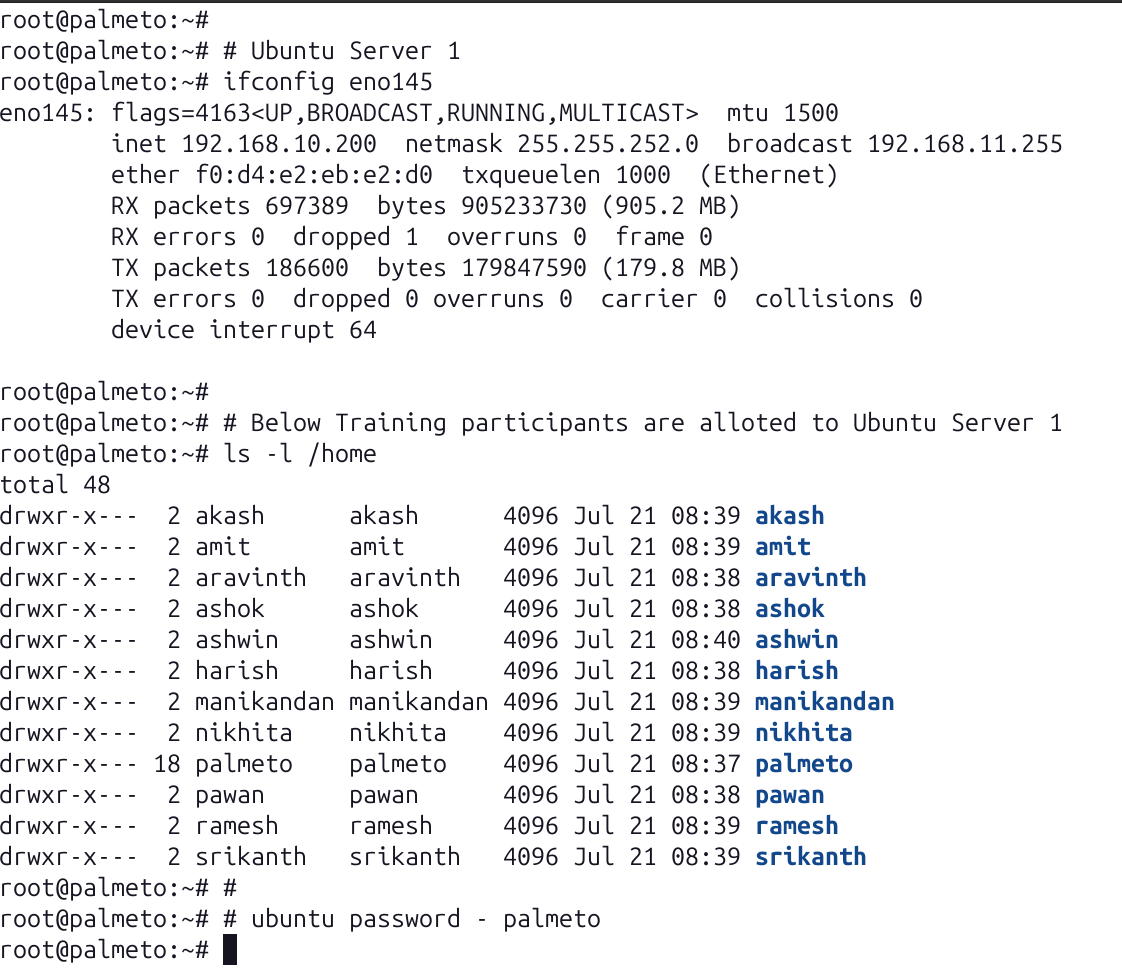 root@palmeto:~#
root@palmeto:~# # Ubuntu Server 1
root@palmeto:~# ifconfig eno145
eno145: flags=4163<UP,BROADCAST,RUNNING,MULTICAST>  mtu 1500
        inet 192.168.10.200  netmask 255.255.252.0  broadcast 192.168.11.255
        ether f0:d4:e2:eb:e2:d0  txqueuelen 1000  (Ethernet)
        RX packets 697389  bytes 905233730 (905.2 MB)
        RX errors 0  dropped 1  overruns 0  frame 0
        TX packets 186600  bytes 179847590 (179.8 MB)
        TX errors 0  dropped 0 overruns 0  carrier 0  collisions 0
        device interrupt 64
root@palmeto:~#
root@palmeto:~# # Below Training participants are alloted to Ubuntu Server 1
root@palmeto:~# ls -l /home
total 48
drwxr-x---  2 akash      akash      4096 Jul 21 08:39 akash
drwxr-x---  2 amit       amit       4096 Jul 21 08:39 amit
drwxr-x---  2 aravinth   aravinth   4096 Jul 21 08:38 aravinth
drwxr-x---  2 ashok      ashok      4096 Jul 21 08:38 ashok
drwxr-x---  2 ashwin     ashwin     4096 Jul 21 08:40 ashwin
drwxr-x---  2 harish     harish     4096 Jul 21 08:38 harish
drwxr-x---  2 manikandan manikandan 4096 Jul 21 08:39 manikandan
drwxr-x---  2 nikhita    nikhita    4096 Jul 21 08:39 nikhita
drwxr-x--- 18 palmeto    palmeto    4096 Jul 21 08:37 palmeto
drwxr-x---  2 pawan      pawan      4096 Jul 21 08:38 pawan
drwxr-x---  2 ramesh     ramesh     4096 Jul 21 08:39 ramesh
drwxr-x---  2 srikanth   srikanth   4096 Jul 21 08:39 srikanth
root@palmeto:~# #
root@palmeto:~# # ubuntu password - palmeto
root@palmeto:~#